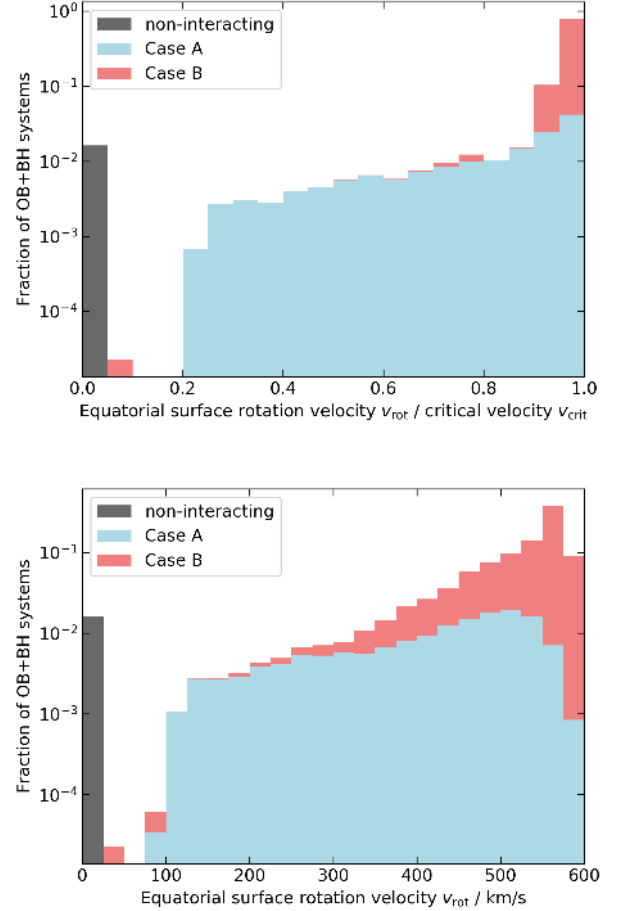 10⁰
10⁻¹
10⁻²
10⁻³
10⁻⁴
Fraction of OB+BH systems
non-interacting
Case A
Case B
0.0 0.2 0.4 0.6 0.8 1.0
Equatorial surface rotation velocity v_rot / critical velocity v_crit
10⁻¹
10⁻²
10⁻³
10⁻⁴
Fraction of OB+BH systems
non-interacting
Case A
Case B
0 100 200 300 400 500 600
Equatorial surface rotation velocity v_rot / km/s